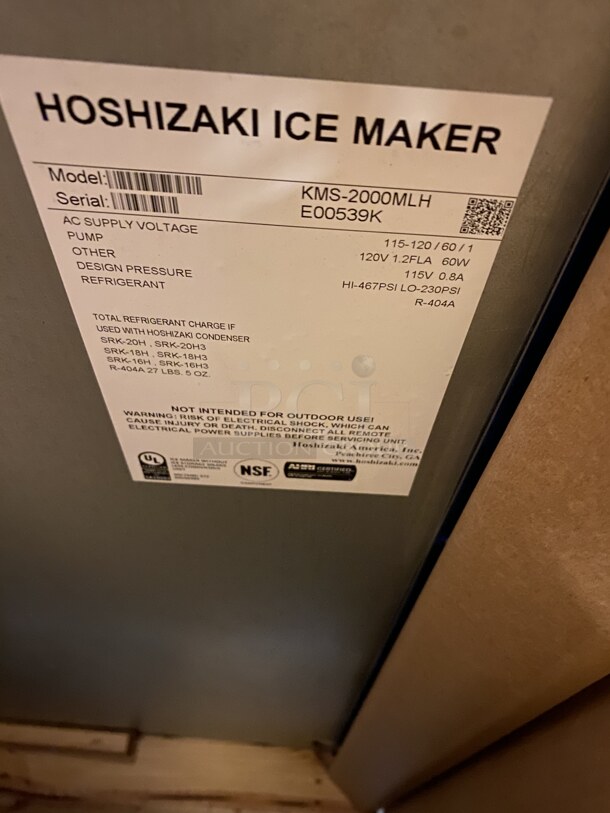 HOSHIZAKI ICE MAKER
Model: KMS-2000MLH
Serial: E00539K
AC SUPPLY VOLTAGE 115-120 / 60 / 1
PUMP 120V 1.2FLA 60W
OTHER 115V 0.8A
DESIGN PRESSURE HI-467PSI LO-230PSI
REFRIGERANT R-404A
TOTAL REFRIGERANT CHARGE IF
USED WITH HOSHIZAKI CONDENSER
SRK-20H , SRK-20H3
SRK-18H , SRK-18H3
SRK-16H , SRK-16H3
R-404A 27 LBS. 5 OZ.
NOT INTENDED FOR OUTDOOR USE!
WARNING: RISK OF ELECTRICAL SHOCK, WHICH CAN
CAUSE INJURY OR DEATH. DISCONNECT ALL REMOTE
ELECTRICAL POWER SUPPLIES BEFORE SERVICING UNIT.
Hoshizaki America, Inc.
Peachtree City, GA
www.hoshizaki.com
UL
NSF
PCI
AUCTION